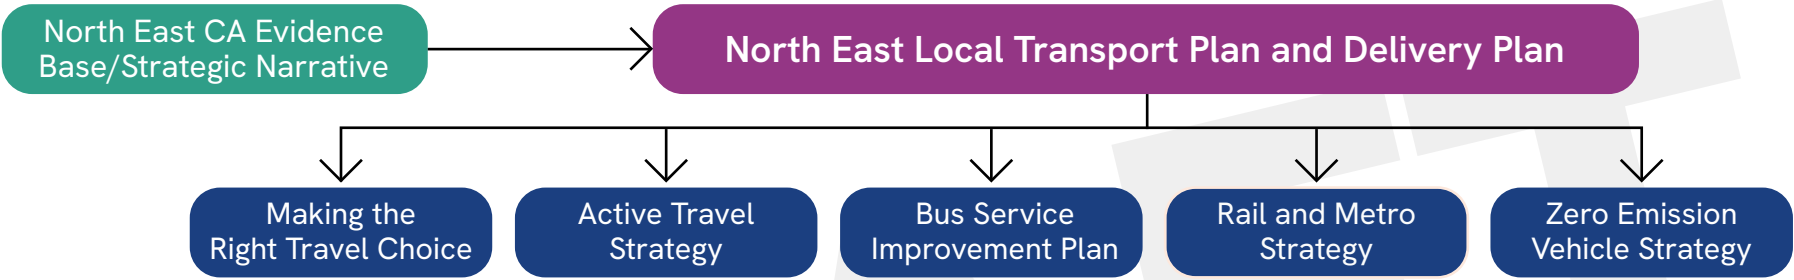 North East CA Evidence
Base/Strategic Narrative
North East Local Transport Plan and Delivery Plan
Making the
Right Travel Choice
Active Travel
Strategy
Bus Service
Improvement Plan
Rail and Metro
Strategy
Zero Emission
Vehicle Strategy